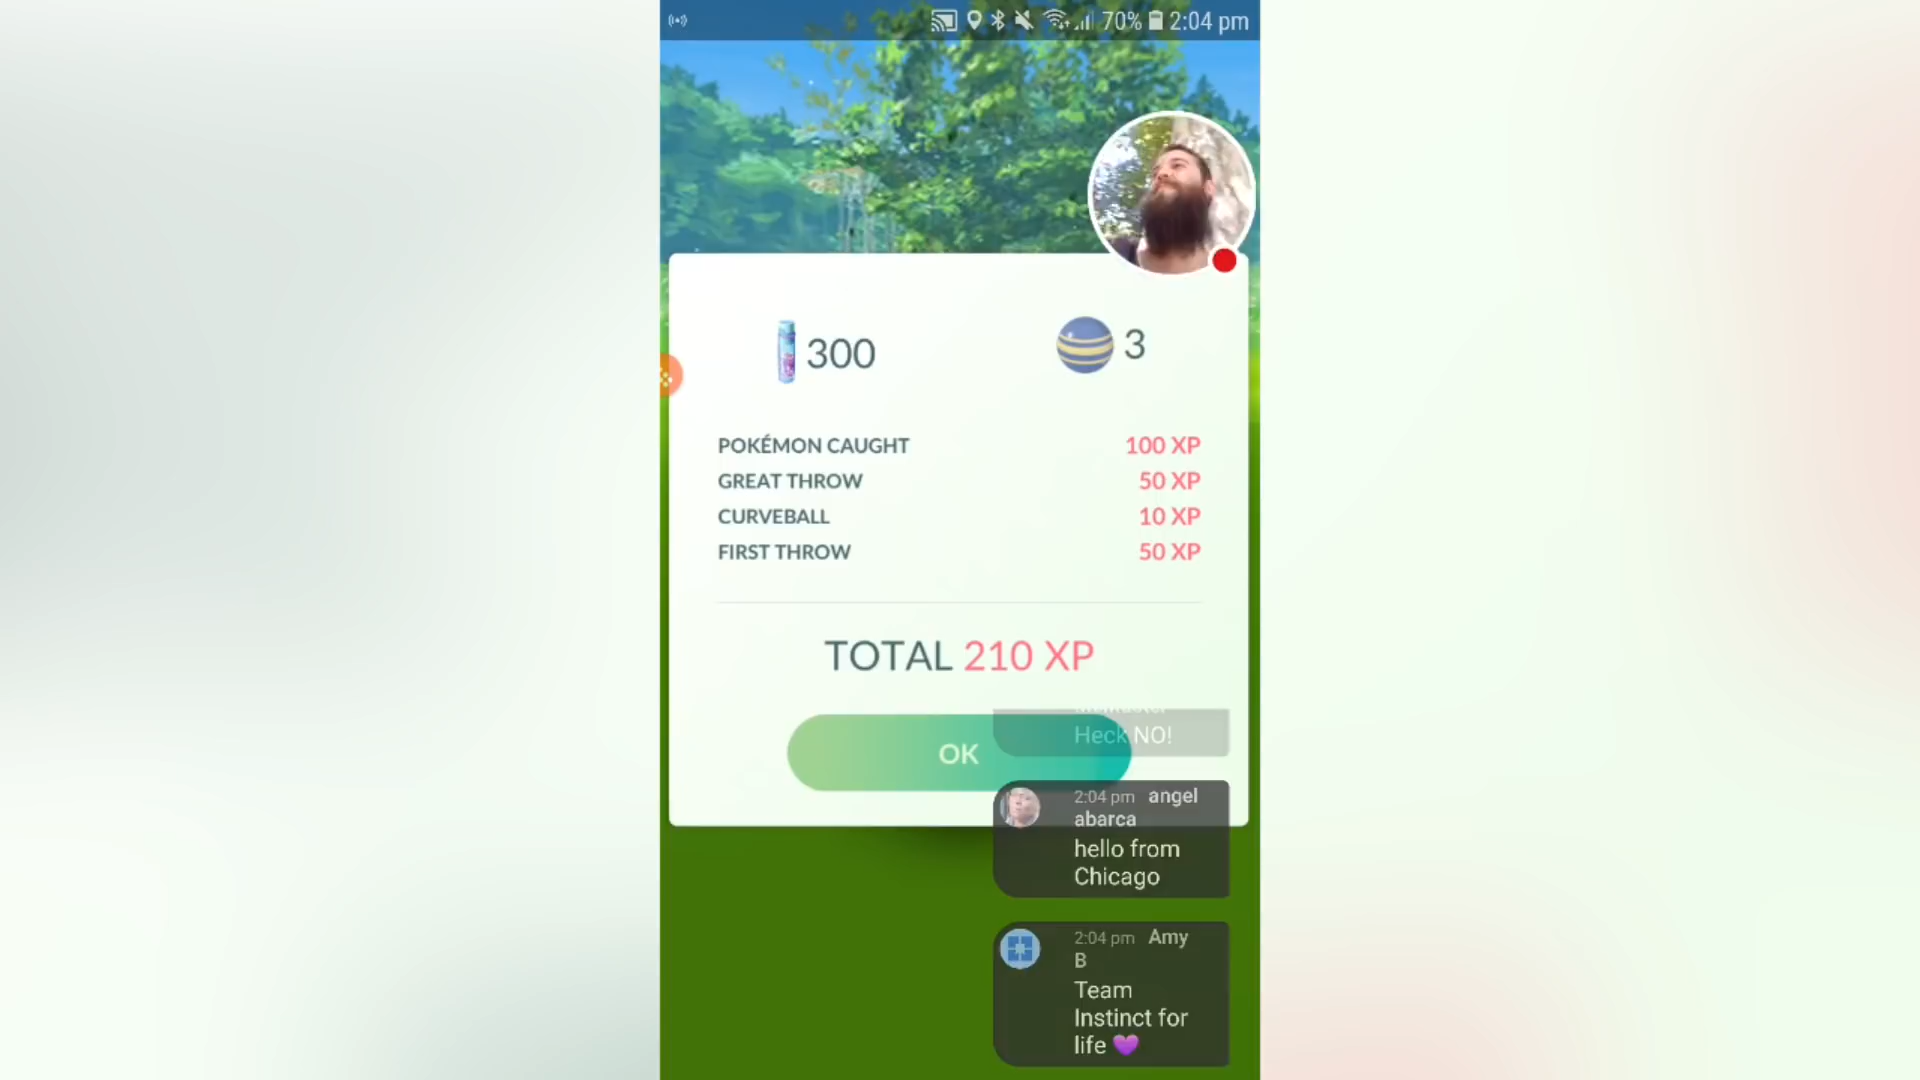 70% 2:04 pm
300
3
POKÉMON CAUGHT 100 XP
GREAT THROW 50 XP
CURVEBALL 10 XP
FIRST THROW 50 XP
TOTAL 210 XP
OK
Heck NO!
2:04 pm angel
abarca
hello from
Chicago
2:04 pm Amy
B
Team
Instinct for
life 💜